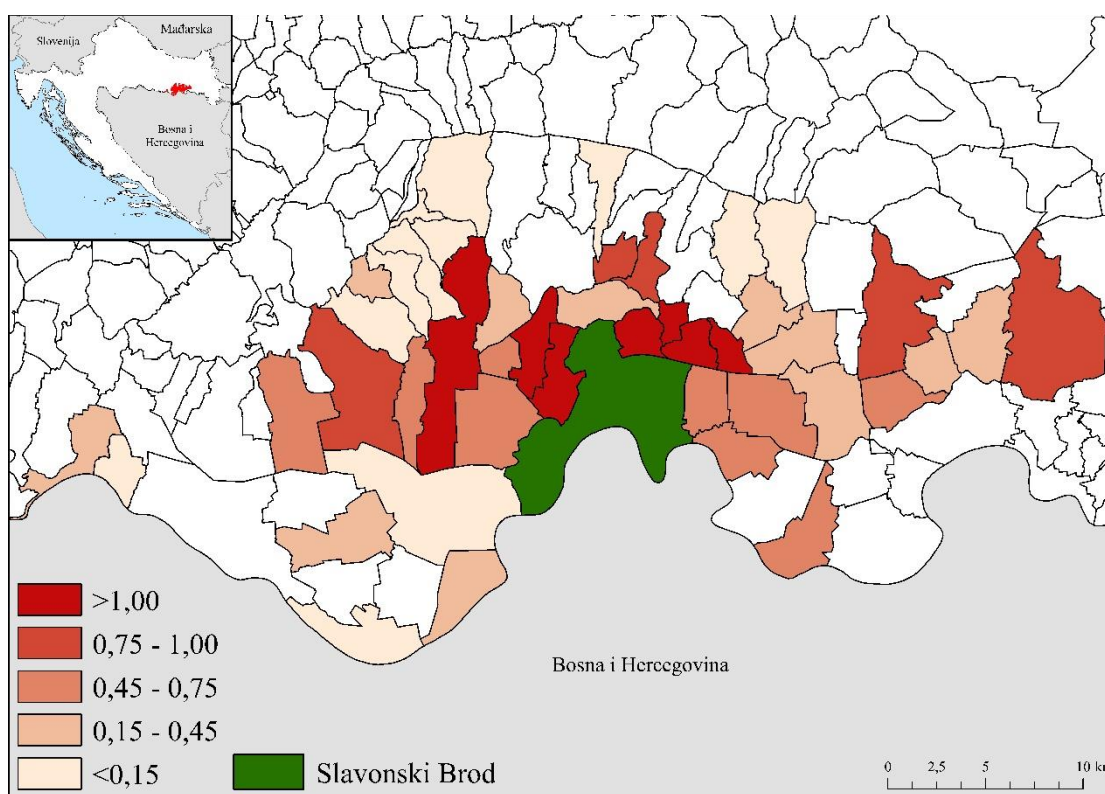 Slovenija
Mađarska
Bosna i
Hercegovina
Bosna i Hercegovina
>1,00
0,75 - 1,00
0,45 - 0,75
0,15 - 0,45
<0,15
Slavonski Brod
0 2,5 5 10 km